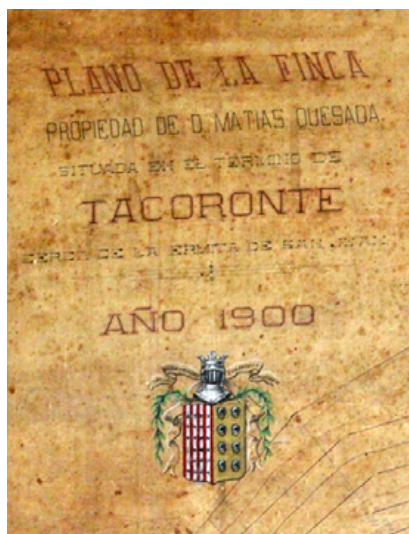 PLANO DE LA FINCA
PROPIEDAD DE D. MATIAS QUESADA.
SITUADA EN EL TÉRMINO DE
TACORONTE
CERCA DE LA ERMITA DE SAN JUAN
AÑO 1900